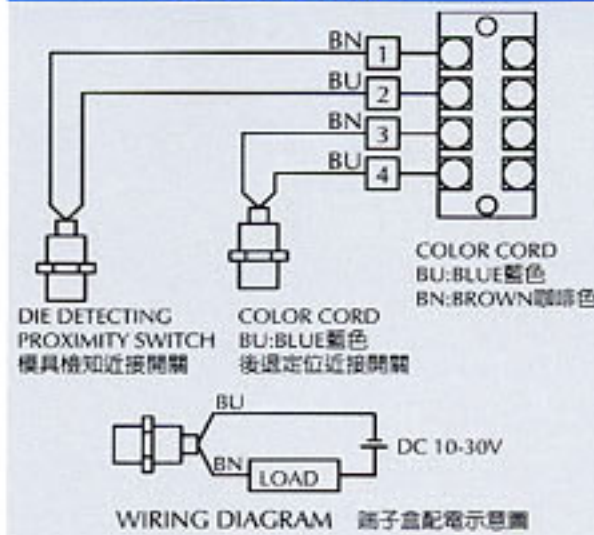 BN 1
BU 2
BN 3
BU 4
COLOR CORD
BU:BLUE藍色
BN:BROWN咖啡色
DIE DETECTING
PROXIMITY SWITCH
模具檢知近接開關
COLOR CORD
BU:BLUE藍色
後退定位近接開關
BU
BN LOAD
DC 10-30V
WIRING DIAGRAM 端子盒配電示意圖